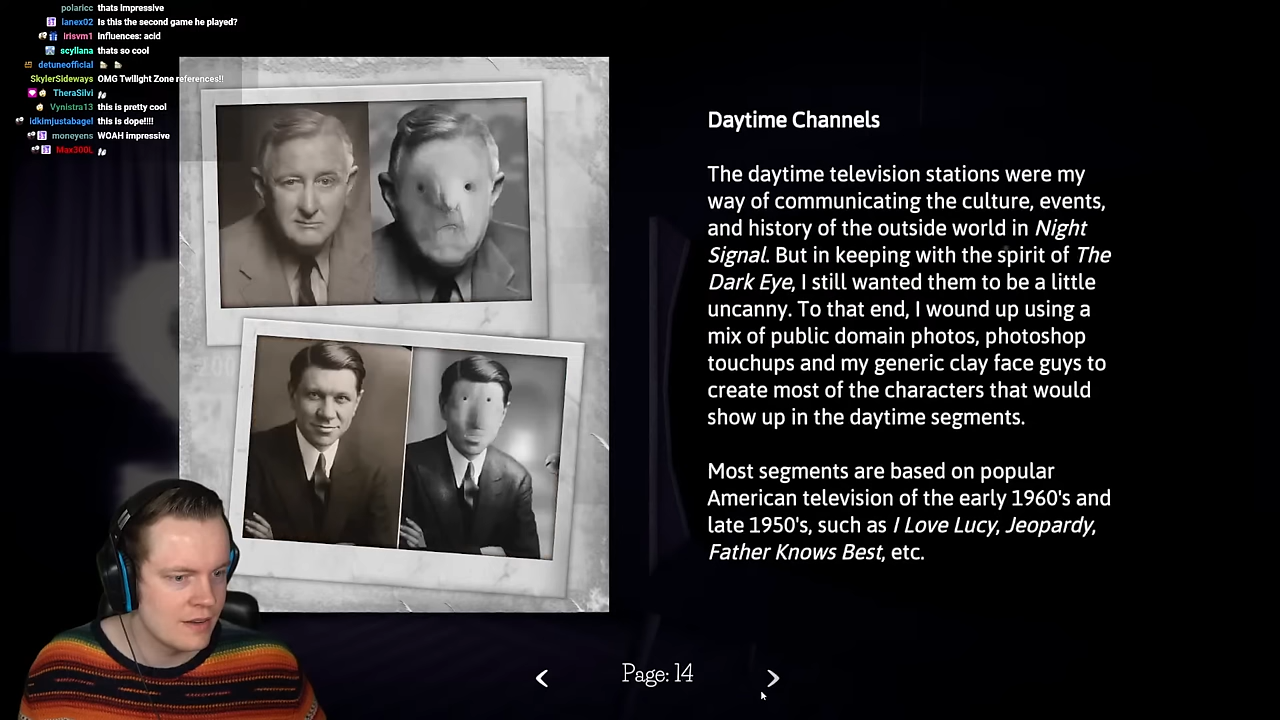 polaricc thats impressive
lanex02 Is this the second game he played?
irisvm1 Influences: acid
scyllana thats so cool
detuneofficial
SkylerSideways OMG Twilight Zone references!!
TheraSilvi
Vynistra13 this is pretty cool
idkimjustabagel this is dope!!!!
moneyens WOAH impressive
Max300L
Daytime Channels
The daytime television stations were my
way of communicating the culture, events,
and history of the outside world in Night
Signal. But in keeping with the spirit of The
Dark Eye, I still wanted them to be a little
uncanny. To that end, I wound up using a
mix of public domain photos, photoshop
touchups and my generic clay face guys to
create most of the characters that would
show up in the daytime segments.
Most segments are based on popular
American television of the early 1960's and
late 1950's, such as I Love Lucy, Jeopardy,
Father Knows Best, etc.
Page: 14